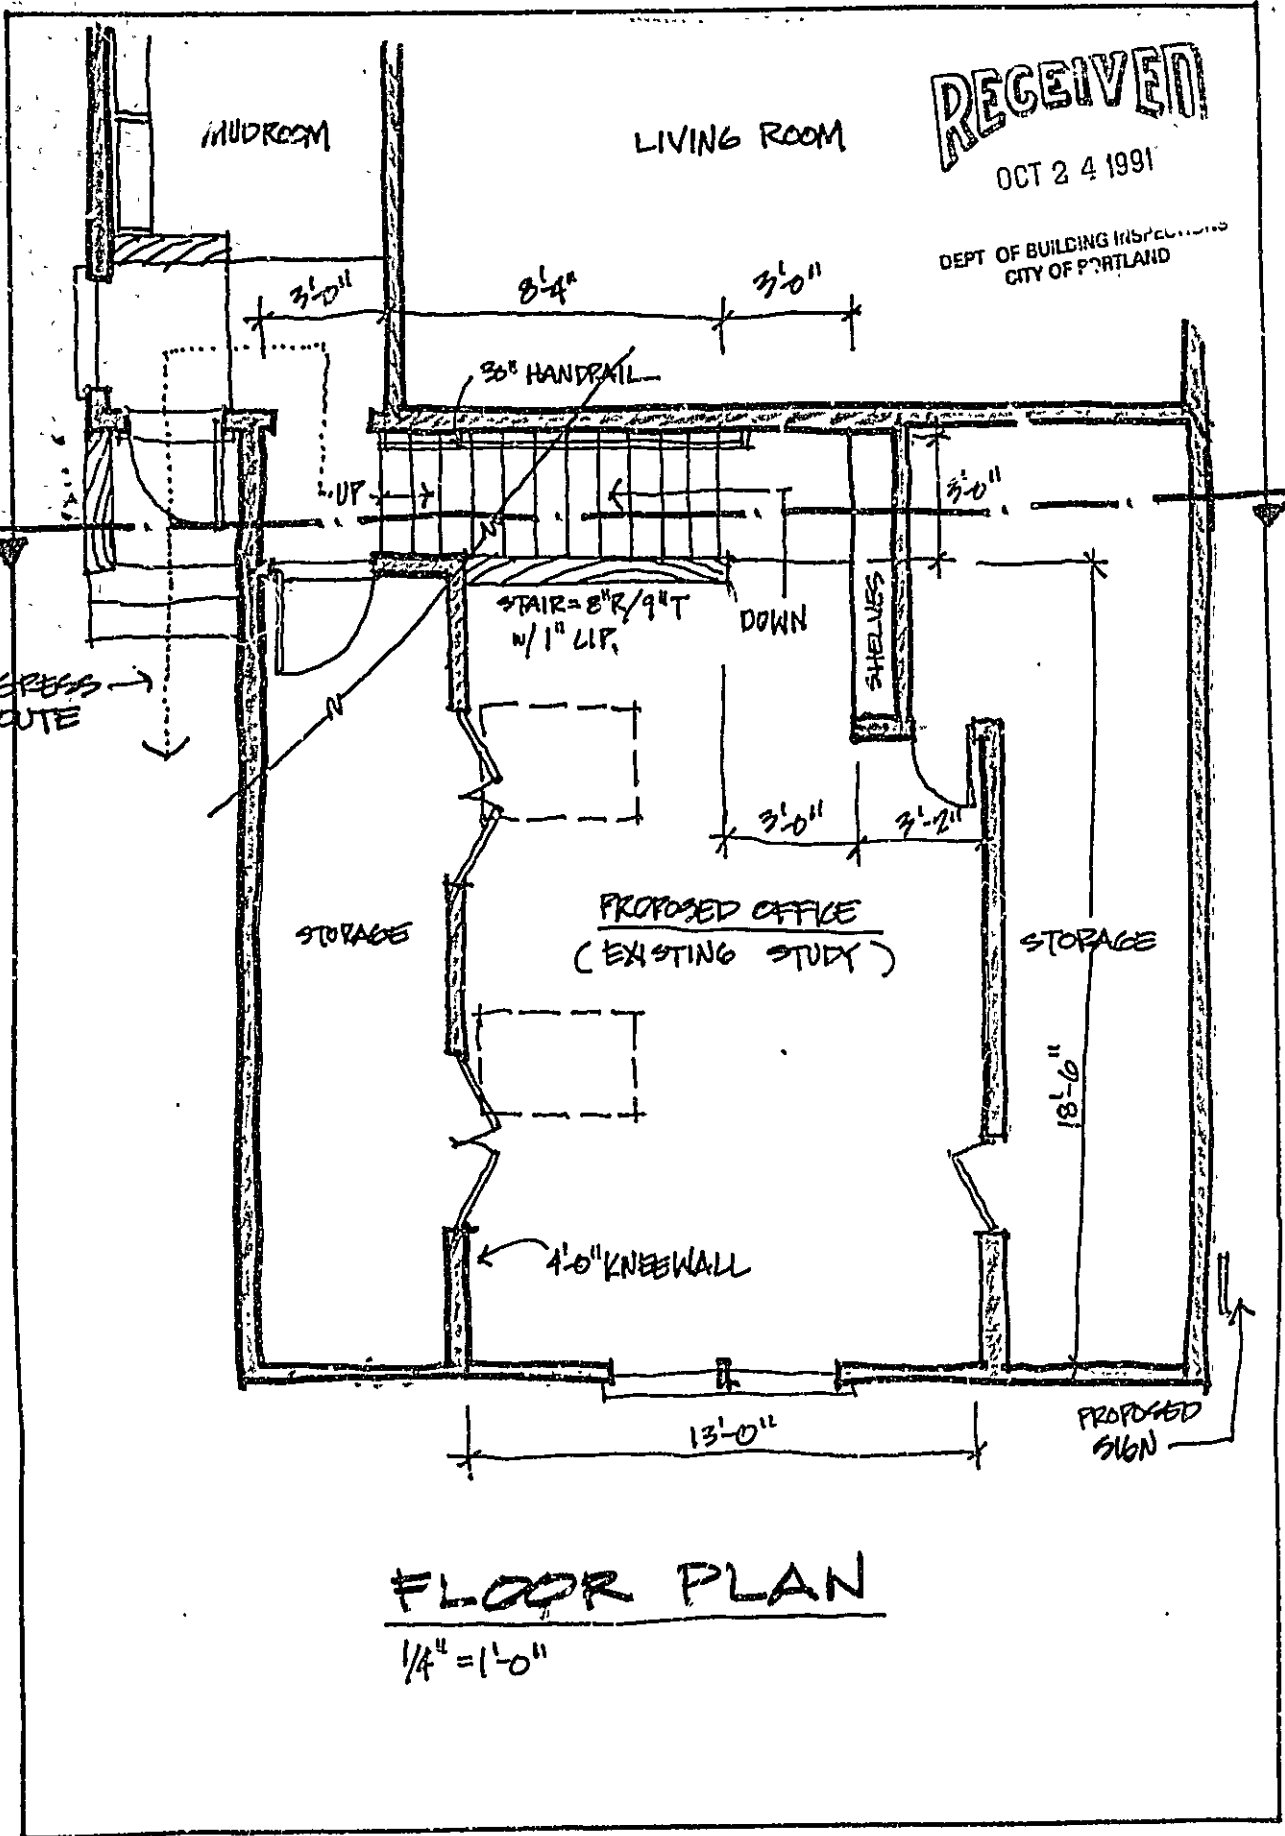 RECEIVED
OCT 24 1991
DEPT OF BUILDING INSPECTIONS
CITY OF PORTLAND
MUDROOM
LIVING ROOM
3'-0"
8'-4"
3'-0"
30" HANDRAIL
UP
3'-0"
STAIR = 8"R/9"T
W/ 1" LIP.
DOWN
SHELVES
3'-0"
3'-2"
STORAGE
PROPOSED OFFICE
(EXISTING STUDY)
STORAGE
18'-6"
4'-0" KNEEWALL
13'-0"
PROPOSED
SIGN
FLOOR PLAN
1/4" = 1'-0"